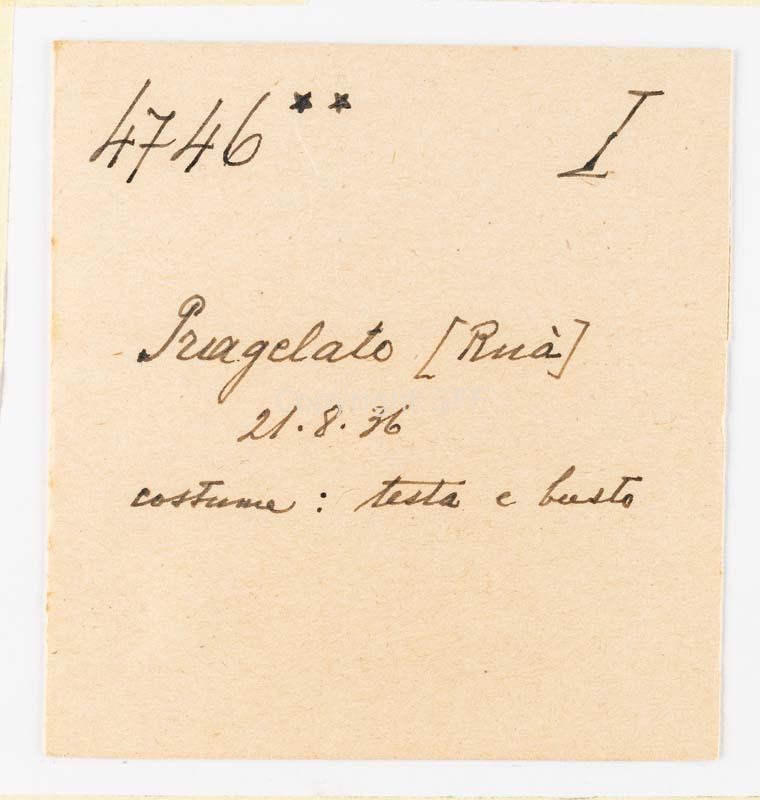 4746** I
Pragelato [Ruà]
21.8.36
costume : testa e busto